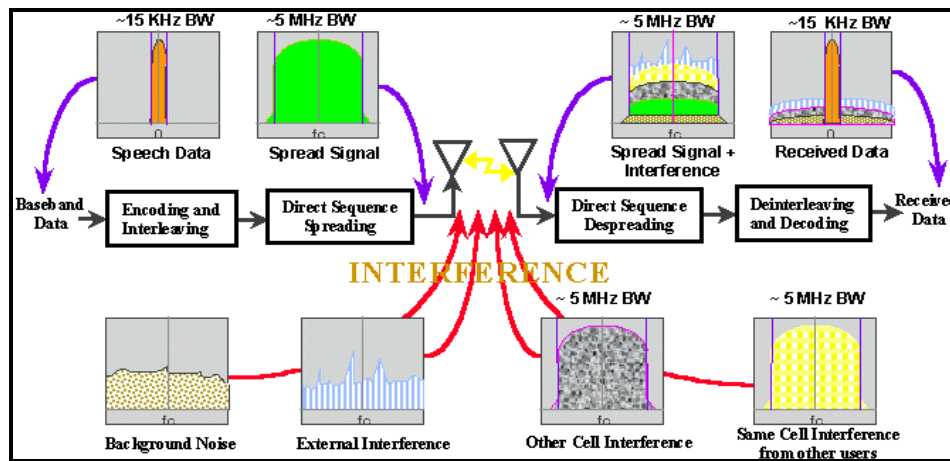 ~15 KHz BW
~5 MHz BW
~ 5 MHz BW
~15 KHz BW
0
fc
fc
0
Speech Data
Spread Signal
Spread Signal +
Interference
Received Data
Baseband
Data
Encoding and
Interleaving
Direct Sequence
Spreading
Direct Sequence
Despreading
Deinterleaving
and Decoding
Received
Data
INTERFERENCE
~ 5 MHz BW
~ 5 MHz BW
fc
fc
fc
fc
Background Noise
External Interference
Other Cell Interference
Same Cell Interference
from other users